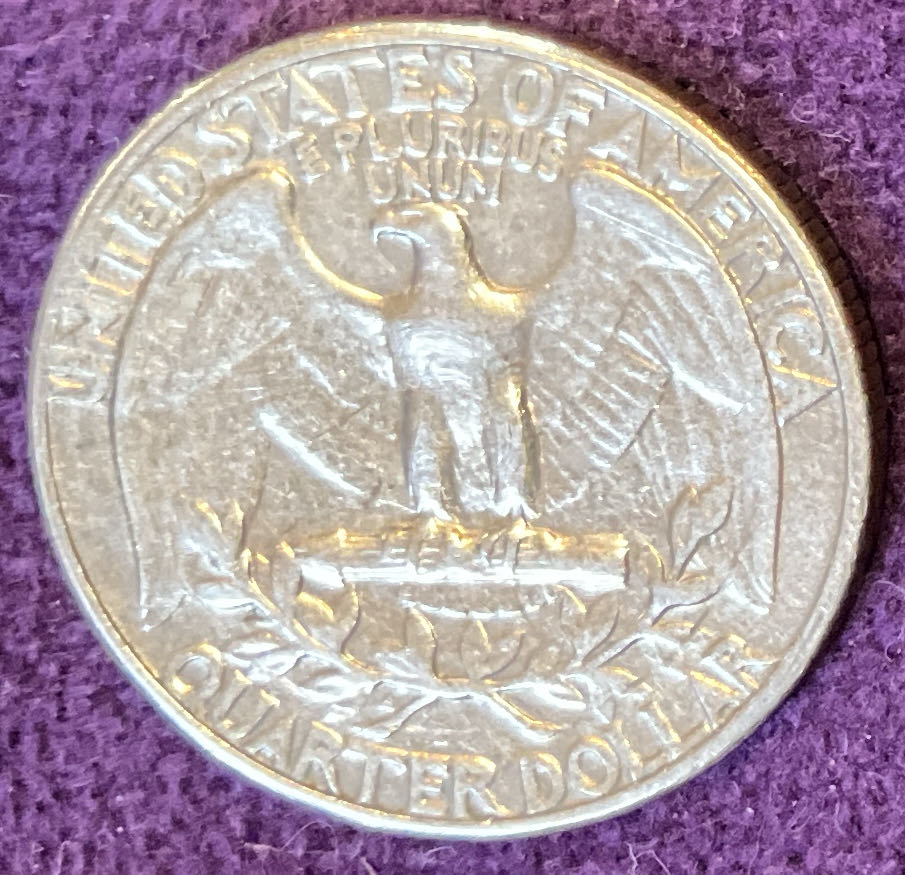 UNITED STATES OF AMERICA
E PLURIBUS
UNUM
QUARTER DOLLAR